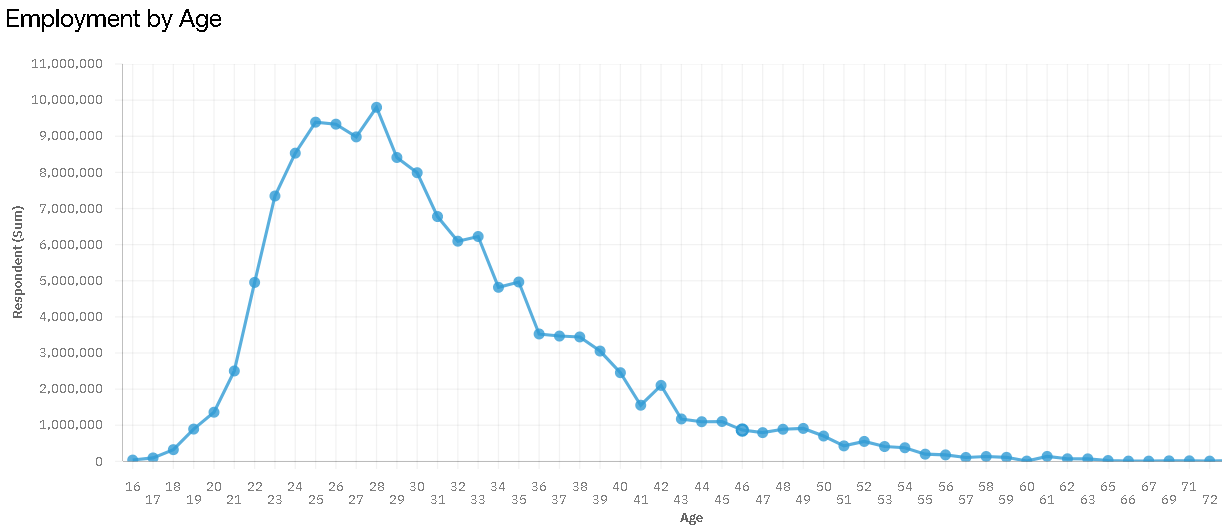 Employment by Age
11,000,000
10,000,000
9,000,000
8,000,000
7,000,000
6,000,000
5,000,000
4,000,000
3,000,000
2,000,000
1,000,000
0
Respondent (Sum)
16 18 20 22 24 26 28 30 32 34 36 38 40 42 44 46 48 50 52 54 56 58 60 62 65 67 71
17 19 21 23 25 27 29 31 33 35 37 39 41 43 45 47 49 51 53 55 57 59 61 63 66 69 72
Age